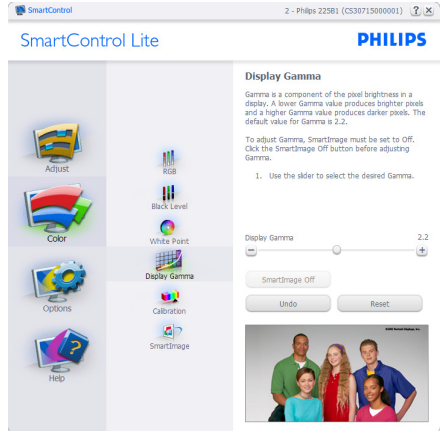 SmartControl
2 - Philips 225B1 (CS30715000001)
?
SmartControl Lite
PHILIPS
Adjust
Color
Options
Help
RGB
Black Level
White Point
Display Gamma
Calibration
SmartImage
Display Gamma
Gamma is a component of the pixel brightness in a
display. A lower Gamma value produces brighter pixels
and a higher Gamma value produces darker pixels. The
default value for Gamma is 2.2.
To adjust Gamma, SmartImage must be set to Off.
Click the SmartImage Off button before adjusting
Gamma.
1. Use the slider to select the desired Gamma.
Display Gamma 2.2
SmartImage Off
Undo Reset